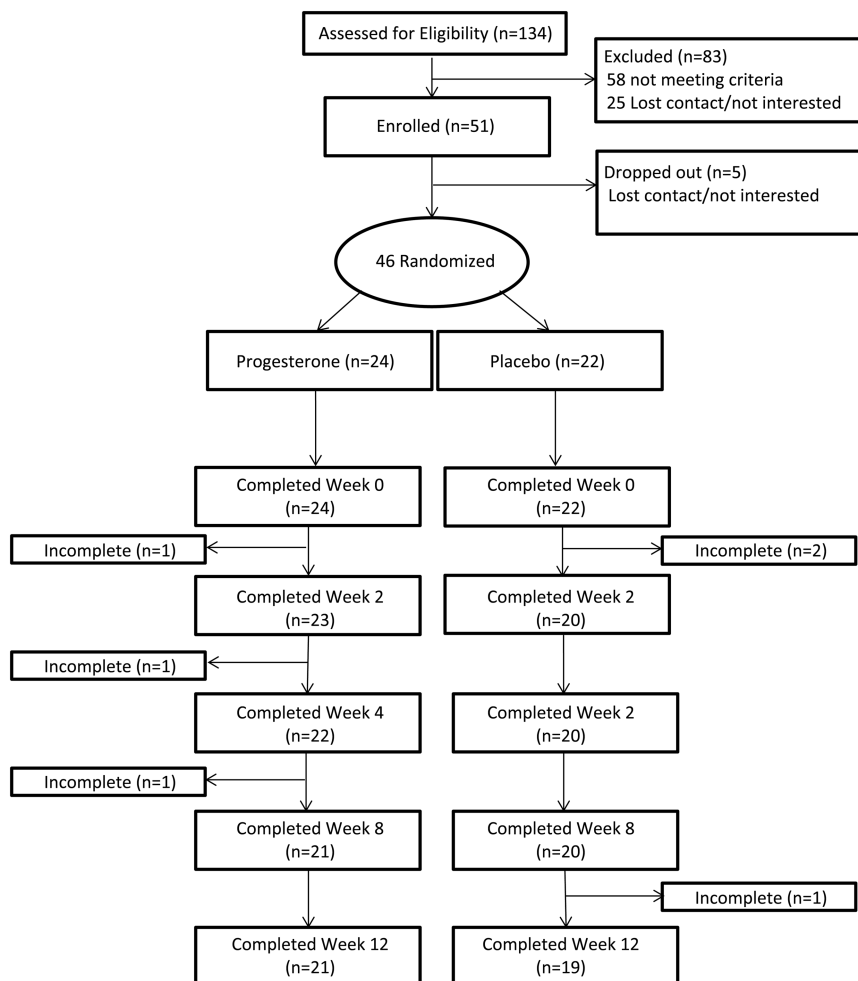 Assessed for Eligibility (n=134)
Excluded (n=83)
58 not meeting criteria
25 Lost contact/not interested
Enrolled (n=51)
Dropped out (n=5)
Lost contact/not interested
46 Randomized
Progesterone (n=24)
Placebo (n=22)
Completed Week 0
(n=24)
Completed Week 0
(n=22)
Incomplete (n=1)
Incomplete (n=2)
Completed Week 2
(n=23)
Completed Week 2
(n=20)
Incomplete (n=1)
Completed Week 4
(n=22)
Completed Week 2
(n=20)
Incomplete (n=1)
Completed Week 8
(n=21)
Completed Week 8
(n=20)
Incomplete (n=1)
Completed Week 12
(n=21)
Completed Week 12
(n=19)